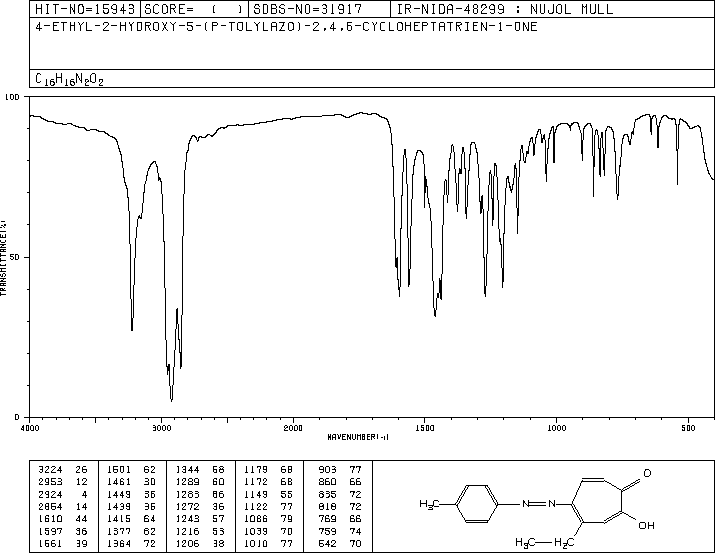 HIT-NO=15943 SCORE= ( ) SDBS-NO=31917 IR-NIDA-48299 : NUJOL MULL
4-ETHYL-2-HYDROXY-5-(P-TOLYLAZO)-2,4,6-CYCLOHEPTATRIEN-1-ONE
C16H16N2O2
100
50
0
TRANSMITTANCE(%)
4000 3000 2000 1500 1000 500
WAVENUMBER(-1)
3224 26 1501 62 1344 58 1179 68 903 77
2953 12 1461 30 1289 60 1172 68 860 66
2924 4 1449 36 1283 86 1149 55 835 72
2854 14 1439 36 1272 36 1122 77 818 72
1610 44 1415 64 1243 57 1086 79 769 66
1597 36 1377 62 1216 53 1039 70 759 74
1561 39 1364 72 1206 38 1010 77 542 70
H3C N N O OH
H3C H2C